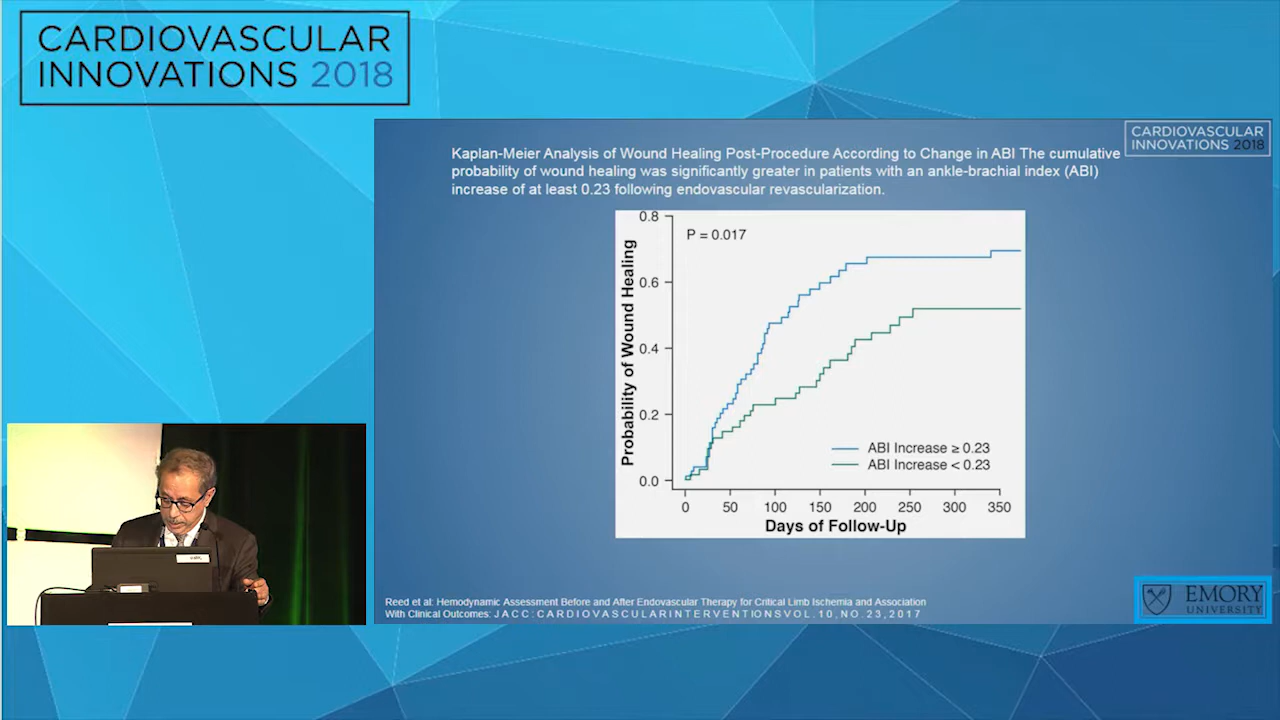 CARDIOVASCULAR
INNOVATIONS 2018
CARDIOVASCULAR
INNOVATIONS 2018
Kaplan-Meier Analysis of Wound Healing Post-Procedure According to Change in ABI The cumulative
probability of wound healing was significantly greater in patients with an ankle-brachial index (ABI)
increase of at least 0.23 following endovascular revascularization.
P = 0.017
Probability of Wound Healing
0.8
0.6
0.4
0.2
0.0
ABI Increase ≥ 0.23
ABI Increase < 0.23
0 50 100 150 200 250 300 350
Days of Follow-Up
Reed et al: Hemodynamic Assessment Before and After Endovascular Therapy for Critical Limb Ischemia and Association
With Clinical Outcomes: J A C C : C A R D I O V A S C U L A R I N T E R V E N T I O N S V O L . 1 0 , N O . 2 3 , 2 0 1 7
EMORY
UNIVERSITY